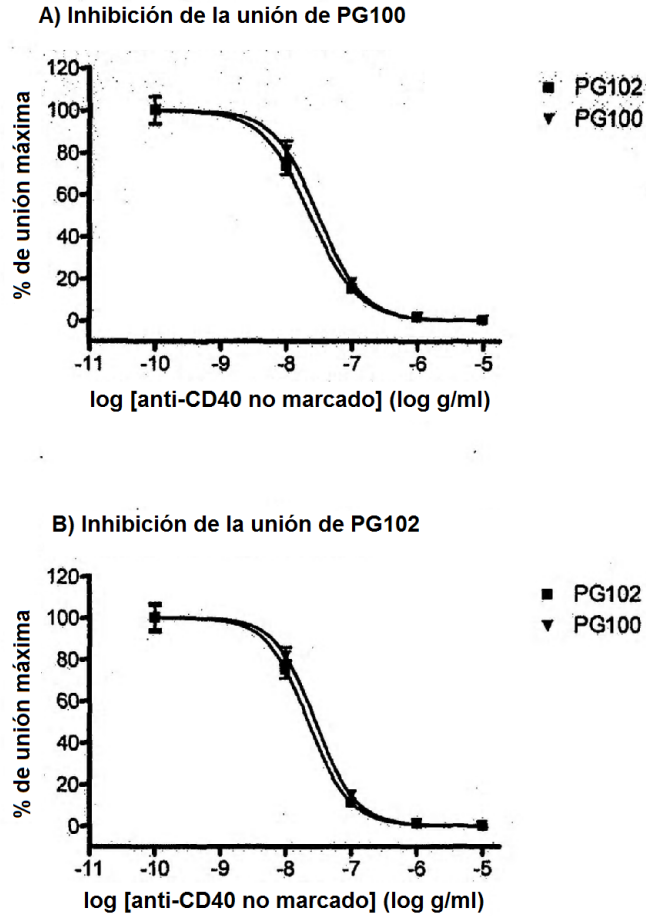 A) Inhibición de la unión de PG100
120
100
80
60
40
20
0
% de unión máxima
PG102
PG100
-11 -10 -9 -8 -7 -6 -5
log [anti-CD40 no marcado] (log g/ml)
B) Inhibición de la unión de PG102
120
100
80
60
40
20
0
% de unión máxima
PG102
PG100
-11 -10 -9 -8 -7 -6 -5
log [anti-CD40 no marcado] (log g/ml)